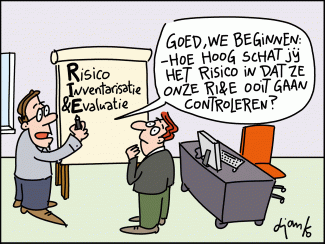 Risico
Inventarisatie
& Evaluatie
GOED, WE BEGINNEN:
-HOE HOOG SCHAT JIJ
HET RISICO IN DAT ZE
ONZE RI&E OOIT GAAN
CONTROLEREN?